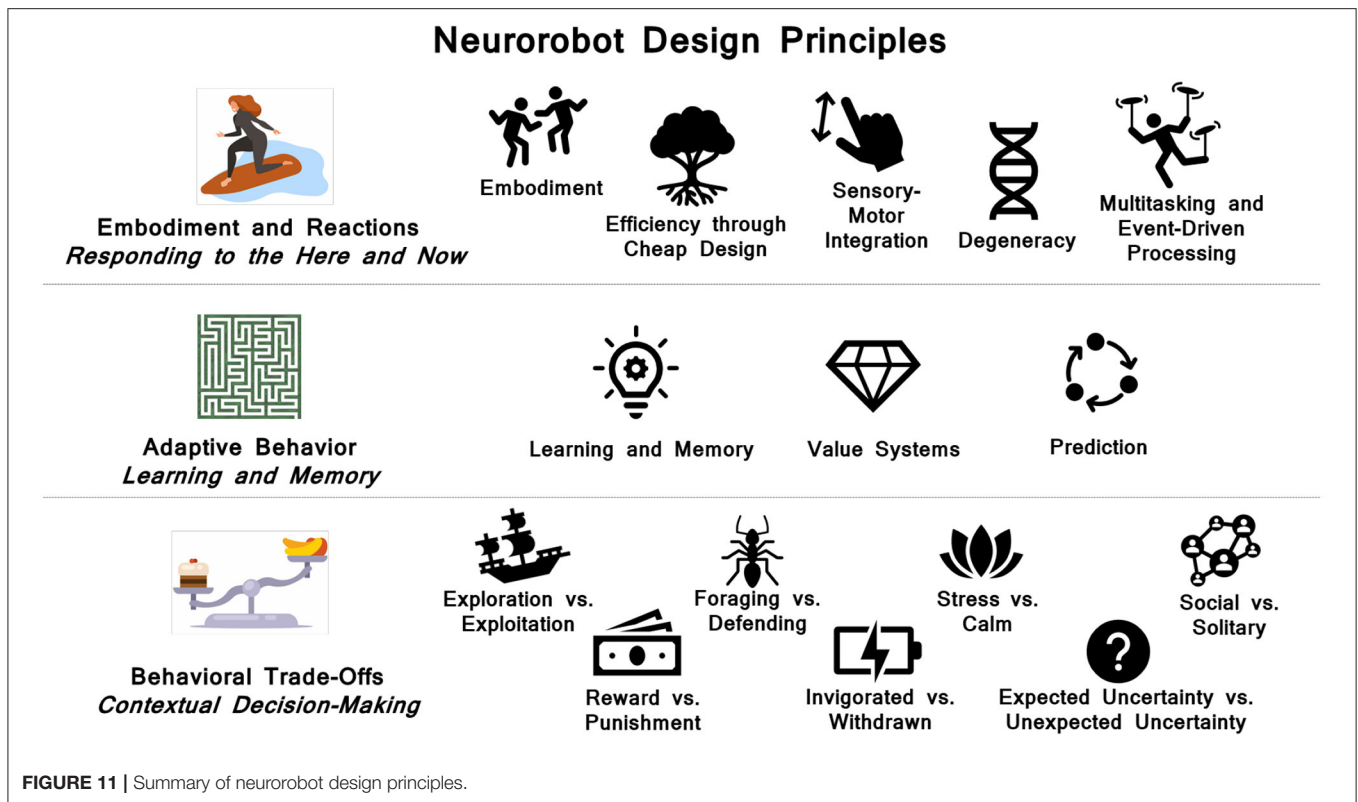 Neurorobot Design Principles
Embodiment and Reactions
Responding to the Here and Now
Embodiment
Efficiency through
Cheap Design
Sensory-
Motor
Integration
Degeneracy
Multitasking and
Event-Driven
Processing
Adaptive Behavior
Learning and Memory
Learning and Memory
Value Systems
Prediction
Behavioral Trade-Offs
Contextual Decision-Making
Exploration vs.
Exploitation
Reward vs.
Punishment
Foraging vs.
Defending
Invigorated vs.
Withdrawn
Stress vs.
Calm
Expected Uncertainty vs.
Unexpected Uncertainty
?
Social vs.
Solitary
FIGURE 11 | Summary of neurorobot design principles.